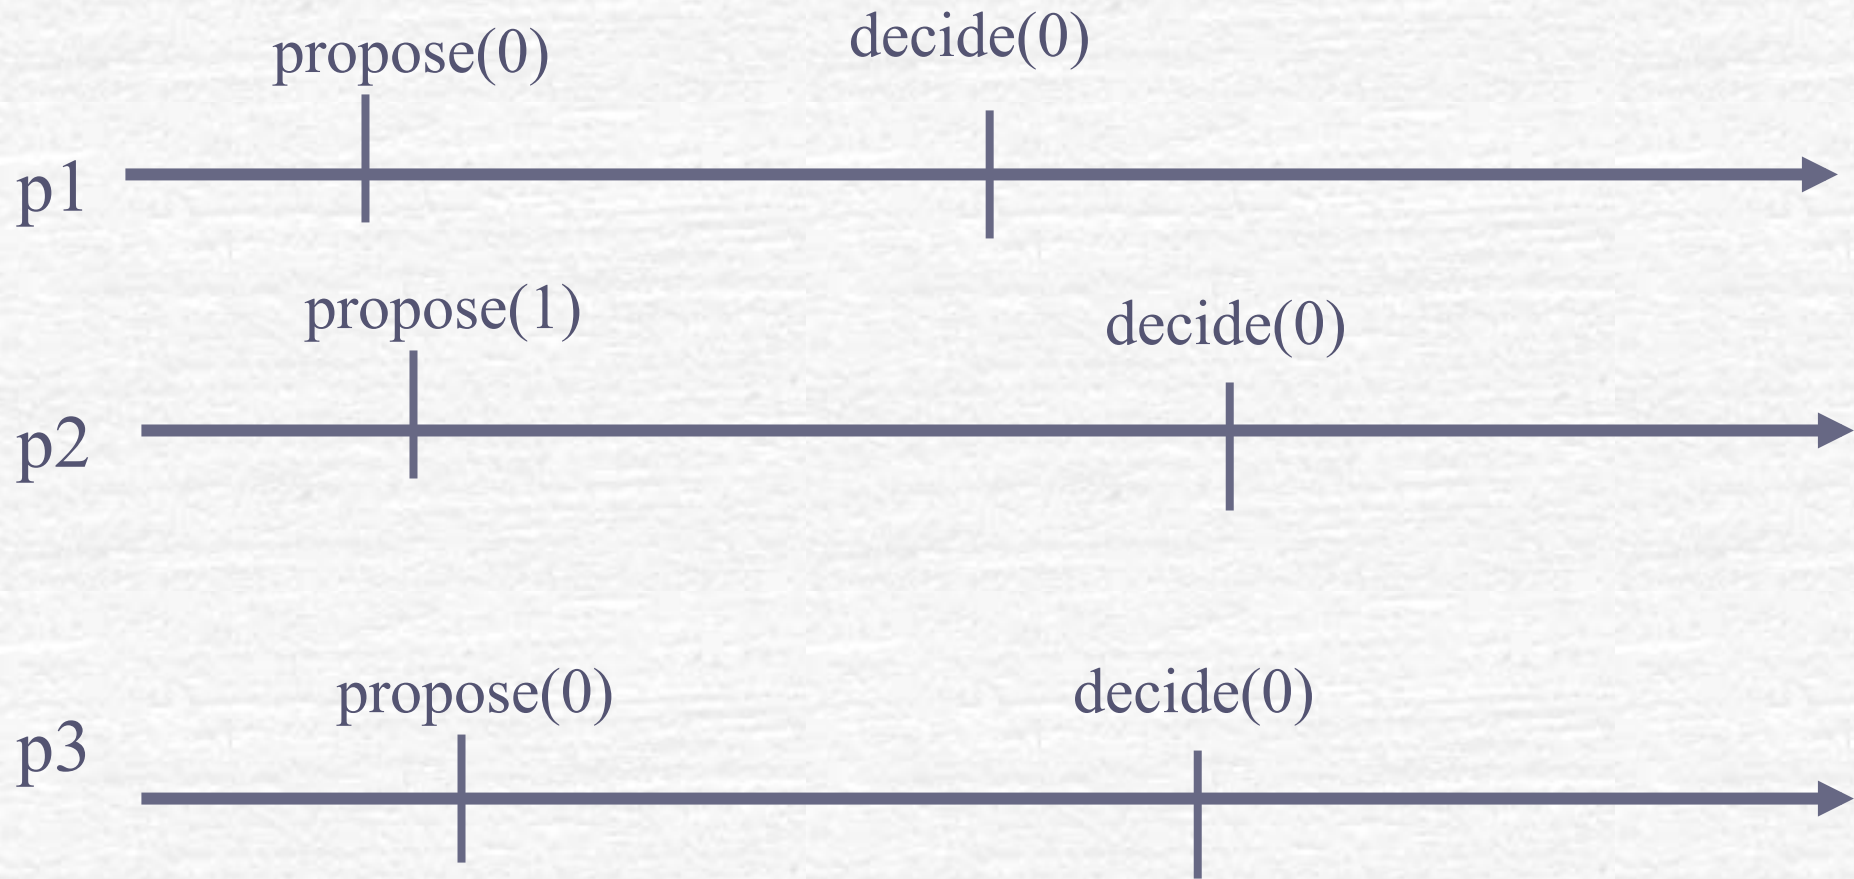 propose(0)
decide(0)
p1
propose(1)
decide(0)
p2
propose(0)
decide(0)
p3